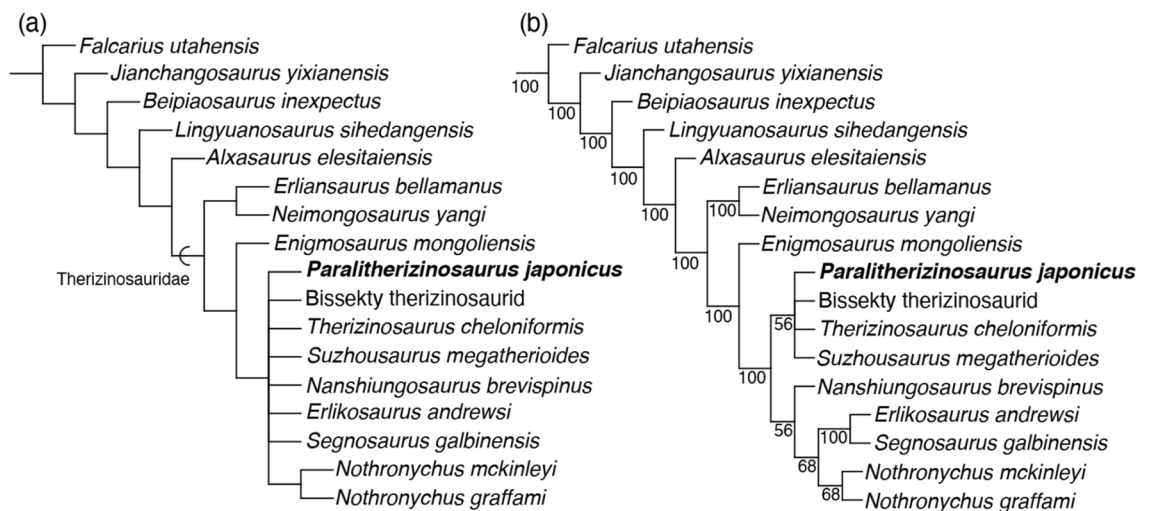 (a)
Falcarius utahensis
Jianchangosaurus yixianensis
Beipiaosaurus inexpectus
Lingyuanosaurus sihedangensis
Alxasaurus elesitaiensis
Erliansaurus bellamanus
Neimongosaurus yangi
Enigmosaurus mongoliensis
Therizinosauridae
Paralitherizinosaurus japonicus
Bissekty therizinosaurid
Therizinosaurus cheloniformis
Suzhousaurus megatherioides
Nanshiungosaurus brevispinus
Erlikosaurus andrewsi
Segnosaurus galbinensis
Nothronychus mckinleyi
Nothronychus graffami
(b)
Falcarius utahensis
100
Jianchangosaurus yixianensis
100
Beipiaosaurus inexpectus
100
Lingyuanosaurus sihedangensis
100
Alxasaurus elesitaiensis
100
Erliansaurus bellamanus
100
Neimongosaurus yangi
Enigmosaurus mongoliensis
100
Paralitherizinosaurus japonicus
Bissekty therizinosaurid
100
56
Therizinosaurus cheloniformis
Suzhousaurus megatherioides
100
Nanshiungosaurus brevispinus
Erlikosaurus andrewsi
56
100
Segnosaurus galbinensis
68
Nothronychus mckinleyi
68
Nothronychus graffami